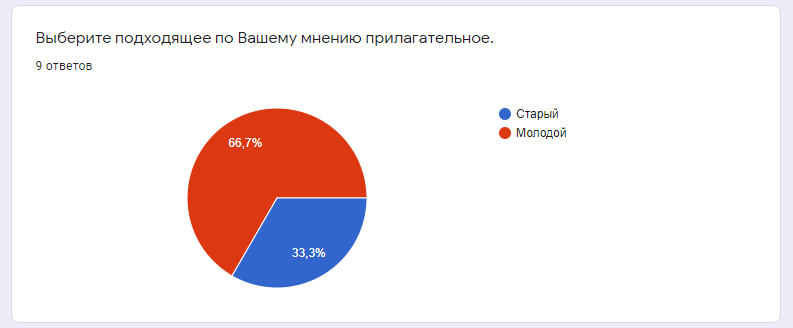 Выберите подходящее по Вашему мнению прилагательное.
9 ответов
Старый
Молодой
66,7%
33,3%